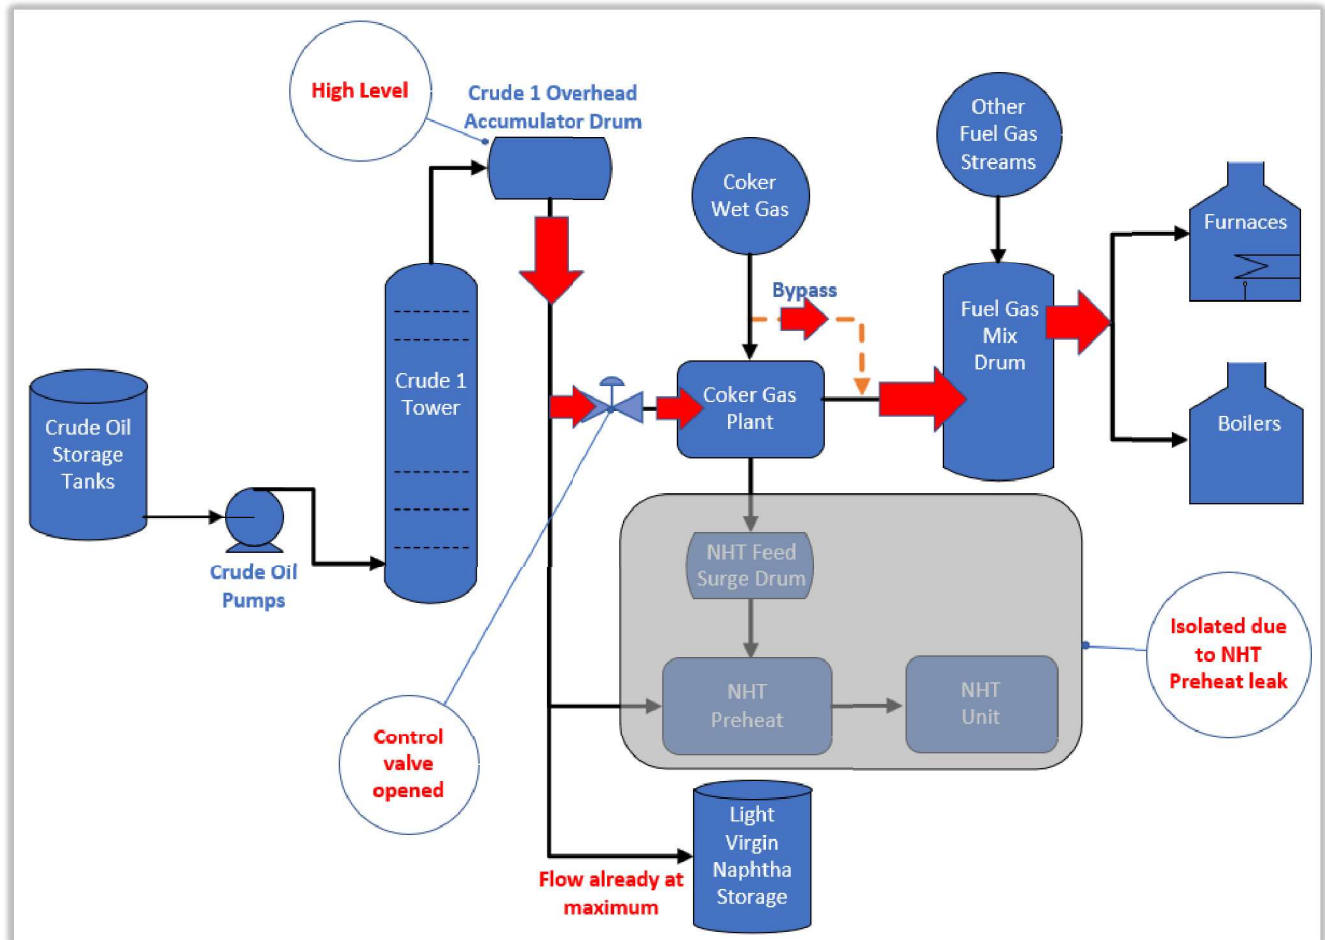 High Level
Crude 1 Overhead
Accumulator Drum
Other
Fuel Gas
Streams
Coker
Wet Gas
Furnaces
Bypass
Fuel Gas
Mix
Drum
Crude 1
Tower
Coker Gas
Plant
Boilers
Crude Oil
Storage
Tanks
Crude Oil
Pumps
NHT Feed
Surge Drum
Isolated due
to NHT
Preheat leak
NHT
Preheat
NHT
Unit
Control
valve
opened
Light
Virgin
Naphtha
Storage
Flow already at
maximum